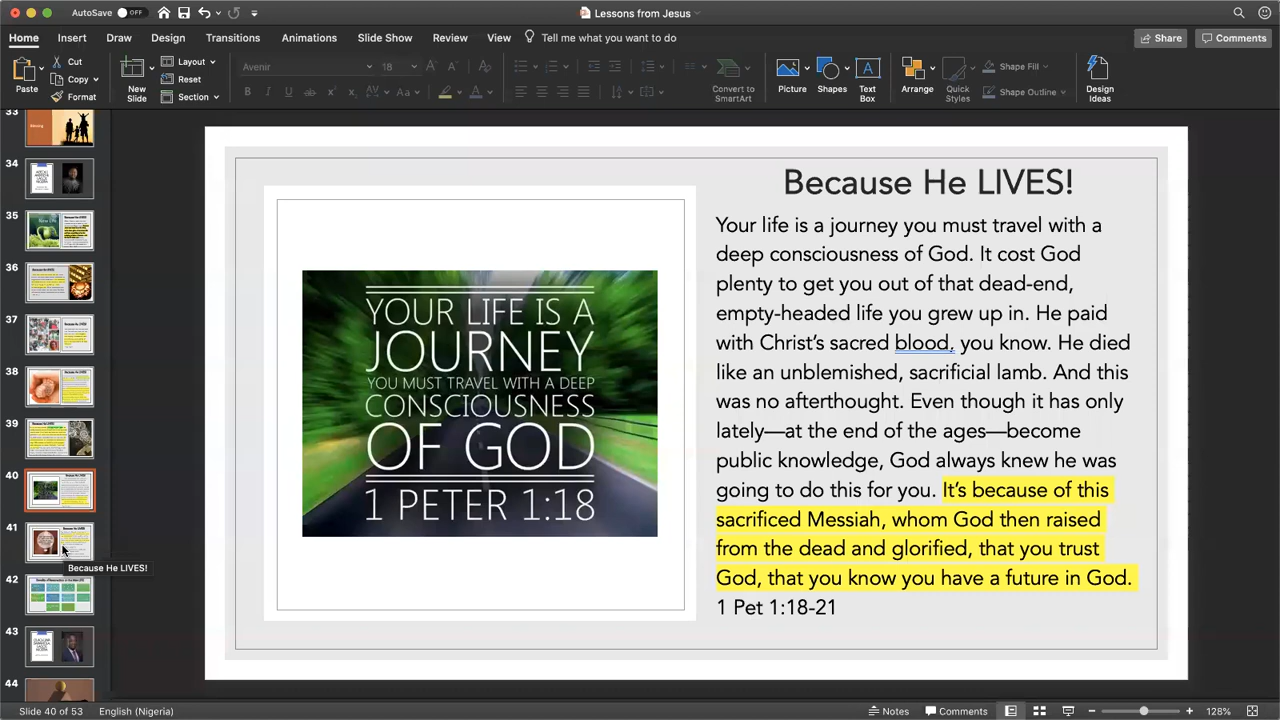 AutoSave OFF
Lessons from Jesus
Home Insert Draw Design Transitions Animations Slide Show Review View Tell me what you want to do Share Comments
Paste
Cut
Copy
Format
New Slide
Layout
Reset
Section
Avenir 18
Convert to SmartArt
Picture
Shapes
Text Box
Arrange
Quick Styles
Shape Fill
Shape Outline
Design Ideas
33
34
35
36
37
38
39
40
41
Because He LIVES!
42
43
44
YOUR LIFE IS A
JOURNEY
YOU MUST TRAVEL WITH A DEEP
CONSCIOUSNESS
OF GOD
1 PETER 1:18
Because He LIVES!
Your life is a journey you must travel with a
deep consciousness of God. It cost God
plenty to get you out of that dead-end,
empty-headed life you grew up in. He paid
with Christ’s sacred blood, you know. He died
like an unblemished, sacrificial lamb. And this
was no afterthought. Even though it has only
lately—at the end of the ages—become
public knowledge, God always knew he was
going to do this for you. It’s because of this
sacrificed Messiah, whom God then raised
from the dead and glorified, that you trust
God, that you know you have a future in God.
1 Pet 1:18-21
Slide 40 of 53 English (Nigeria) Notes Comments 128%